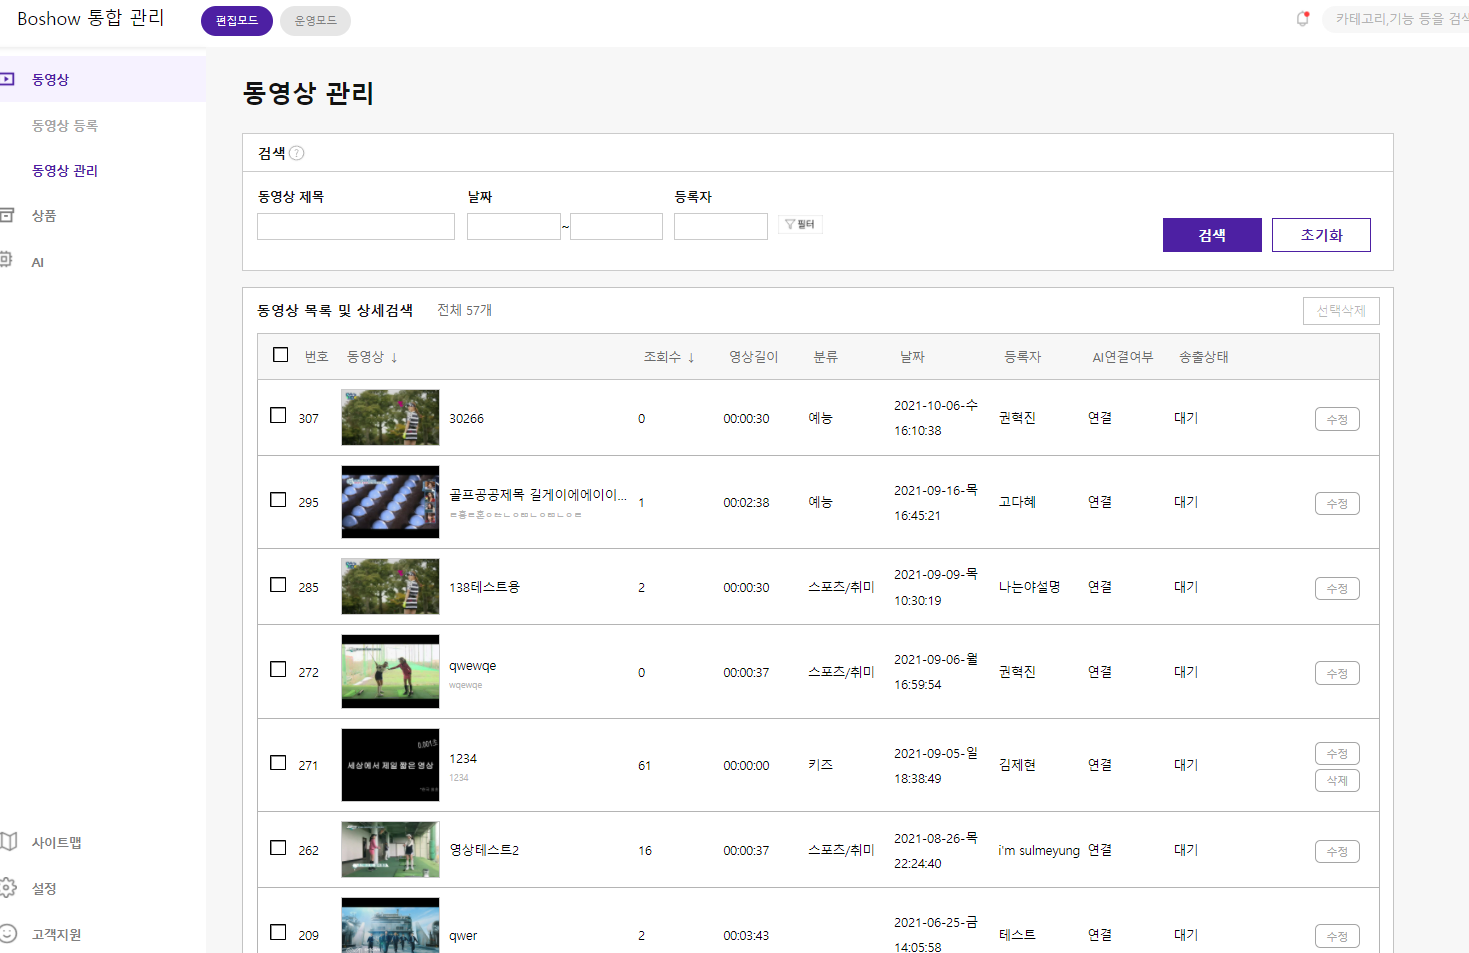 Boshow 통합 관리
편집모드
운영모드
카테고리,기능 등을 검색
동영상
동영상 등록
동영상 관리
상품
AI
사이트맵
설정
고객지원
동영상 관리
검색 ?
동영상 제목 날짜 등록자
~
필터
검색
초기화
동영상 목록 및 상세검색 전체 57개
선택삭제
번호 동영상 ↓ 조회수 ↓ 영상길이 분류 날짜 등록자 AI연결여부 송출상태
307 30266 0 00:00:30 예능 2021-10-06-수 16:10:38 권혁진 연결 대기 수정
295 골프공공제목 길게이에에이이... 1 00:02:38 예능 2021-09-16-목 16:45:21 고다혜 연결 대기 수정
285 138테스트용 2 00:00:30 스포츠/취미 2021-09-09-목 10:30:19 나는야설명 연결 대기 수정
272 qwewqe 0 00:00:37 스포츠/취미 2021-09-06-월 16:59:54 권혁진 연결 대기 수정
wqewqe
세상에서 제일 짧은 영상
271 1234 61 00:00:00 키즈 2021-09-05-일 18:38:49 김제현 연결 대기 수정 삭제
1234
262 영상테스트2 16 00:00:37 스포츠/취미 2021-08-26-목 22:24:40 i'm sulmeyung 연결 대기 수정
209 qwer 2 00:03:43 2021-06-25-금 14:05:58 테스트 연결 대기 수정